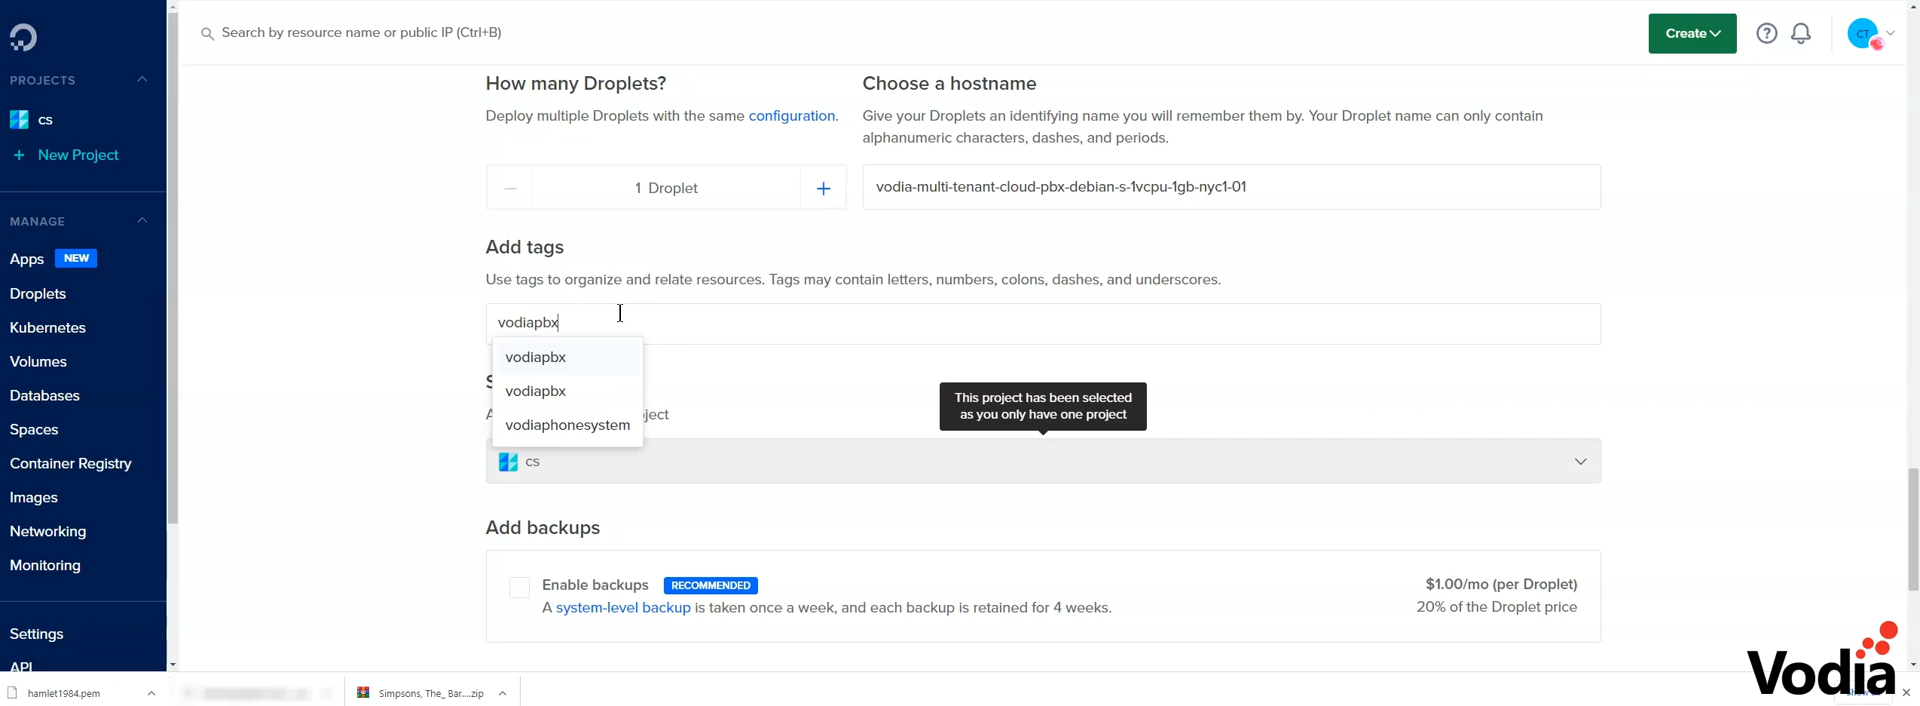 Search by resource name or public IP (Ctrl+B)
Create
CT
PROJECTS
cs
+ New Project
MANAGE
Apps NEW
Droplets
Kubernetes
Volumes
Databases
Spaces
Container Registry
Images
Networking
Monitoring
Settings
API
How many Droplets?
Deploy multiple Droplets with the same configuration.
1 Droplet
Choose a hostname
Give your Droplets an identifying name you will remember them by. Your Droplet name can only contain
alphanumeric characters, dashes, and periods.
vodia-multi-tenant-cloud-pbx-debian-s-1vcpu-1gb-nyc1-01
Add tags
Use tags to organize and relate resources. Tags may contain letters, numbers, colons, dashes, and underscores.
vodiapbx
vodiapbx
vodiapbx
vodiaphonesystem
This project has been selected
as you only have one project
cs
Add backups
Enable backups RECOMMENDED
A system-level backup is taken once a week, and each backup is retained for 4 weeks.
$1.00/mo (per Droplet)
20% of the Droplet price
hamlet1984.pem
Simpsons, The_ Bar....zip
Vodia